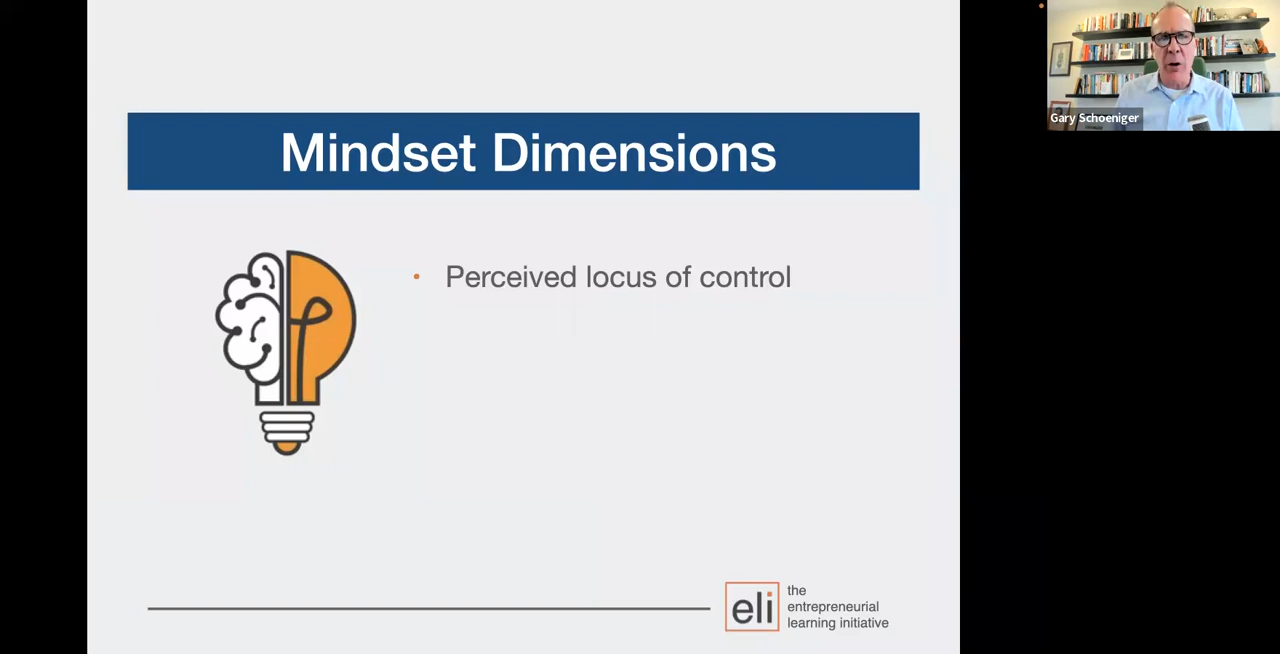 Mindset Dimensions
• Perceived locus of control
Gary Schoeniger
eli
the
entrepreneurial
learning initiative